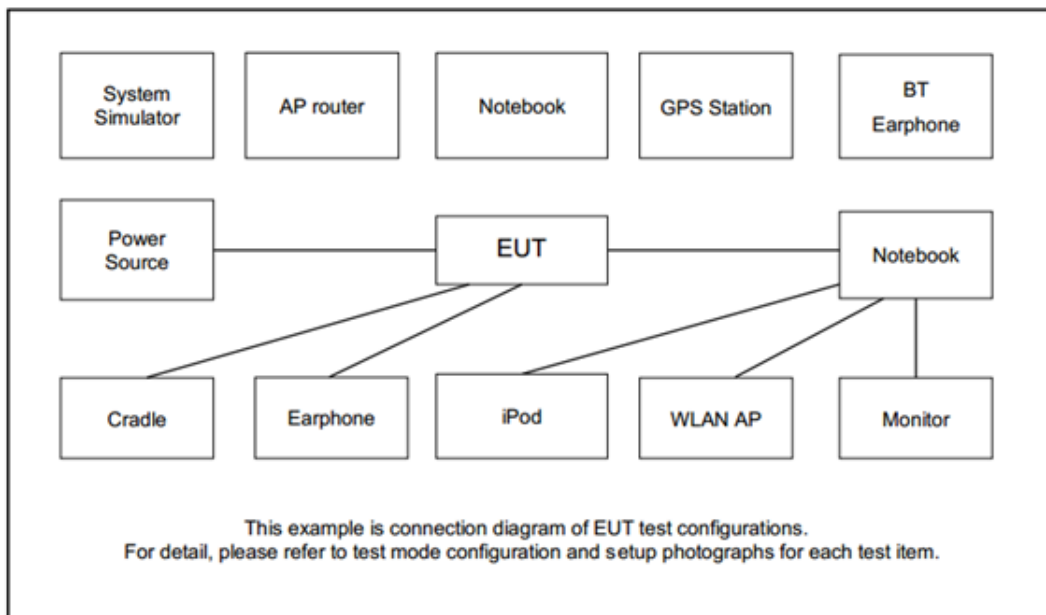 System
Simulator
AP router
Notebook
GPS Station
BT
Earphone
Power
Source
EUT
Notebook
Cradle
Earphone
iPod
WLAN AP
Monitor
This example is connection diagram of EUT test configurations.
For detail, please refer to test mode configuration and setup photographs for each test item.